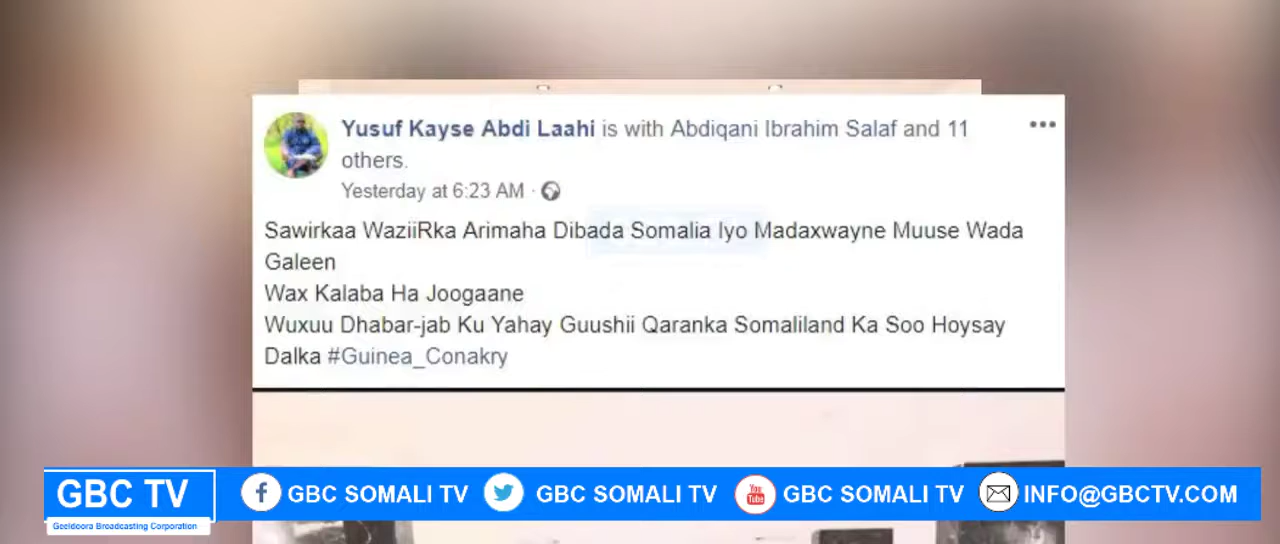 Yusuf Kayse Abdi Laahi is with Abdiqani Ibrahim Salaf and 11
others.
Yesterday at 6:23 AM ·
Sawirkaa WaziiRka Arimaha Dibada Somalia Iyo Madaxwayne Muuse Wada
Galeen
Wax Kalaba Ha Joogaane
Wuxuu Dhabar-jab Ku Yahay Guushii Qaranka Somaliland Ka Soo Hoysay
Dalka #Guinea_Conakry
GBC TV
Geeldoora Broadcasting Corporation
GBC SOMALI TV
GBC SOMALI TV
You Tube
GBC SOMALI TV
INFO@GBCTV.COM